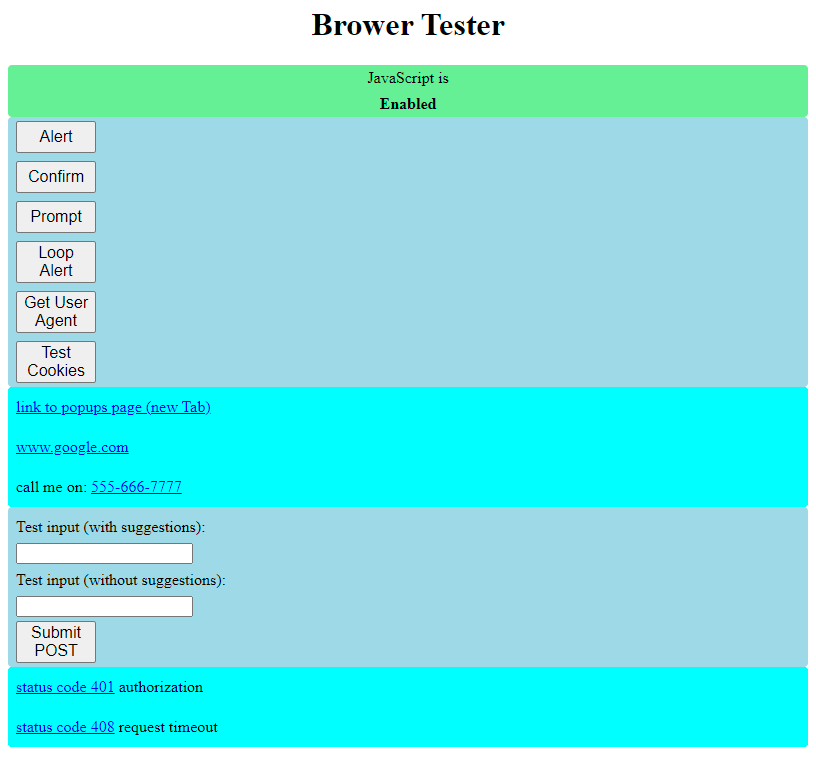 Brower Tester
JavaScript is
Enabled
Alert
Confirm
Prompt
Loop
Alert
Get User
Agent
Test
Cookies
link to popups page (new Tab)
www.google.com
call me on: 555-666-7777
Test input (with suggestions):
Test input (without suggestions):
Submit
POST
status code 401 authorization
status code 408 request timeout